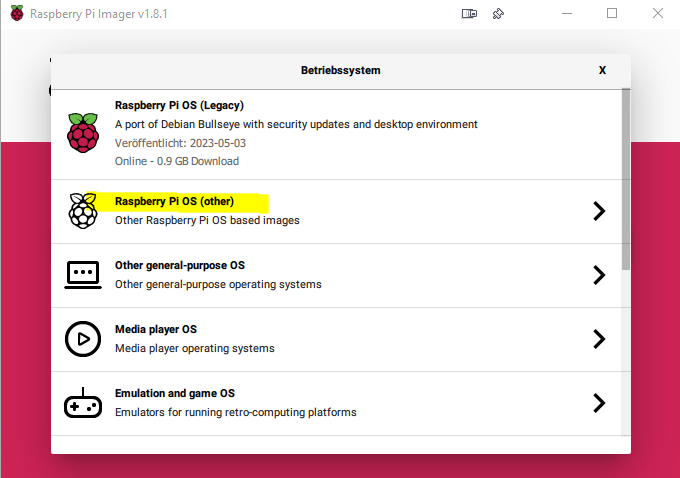 Raspberry Pi Imager v1.8.1
Betriebssystem
X
Raspberry Pi OS (Legacy)
A port of Debian Bullseye with security updates and desktop environment
Veröffentlicht: 2023-05-03
Online - 0.9 GB Download
Raspberry Pi OS (other)
Other Raspberry Pi OS based images
Other general-purpose OS
Other general-purpose operating systems
Media player OS
Media player operating systems
Emulation and game OS
Emulators for running retro-computing platforms